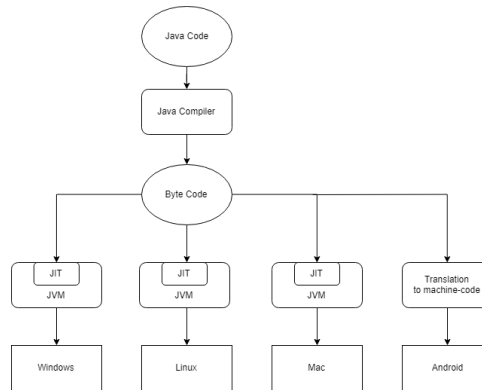 Java Code
Java Compiler
Byte Code
JIT
JVM
JIT
JVM
JIT
JVM
Translation
to machine-code
Windows
Linux
Mac
Android